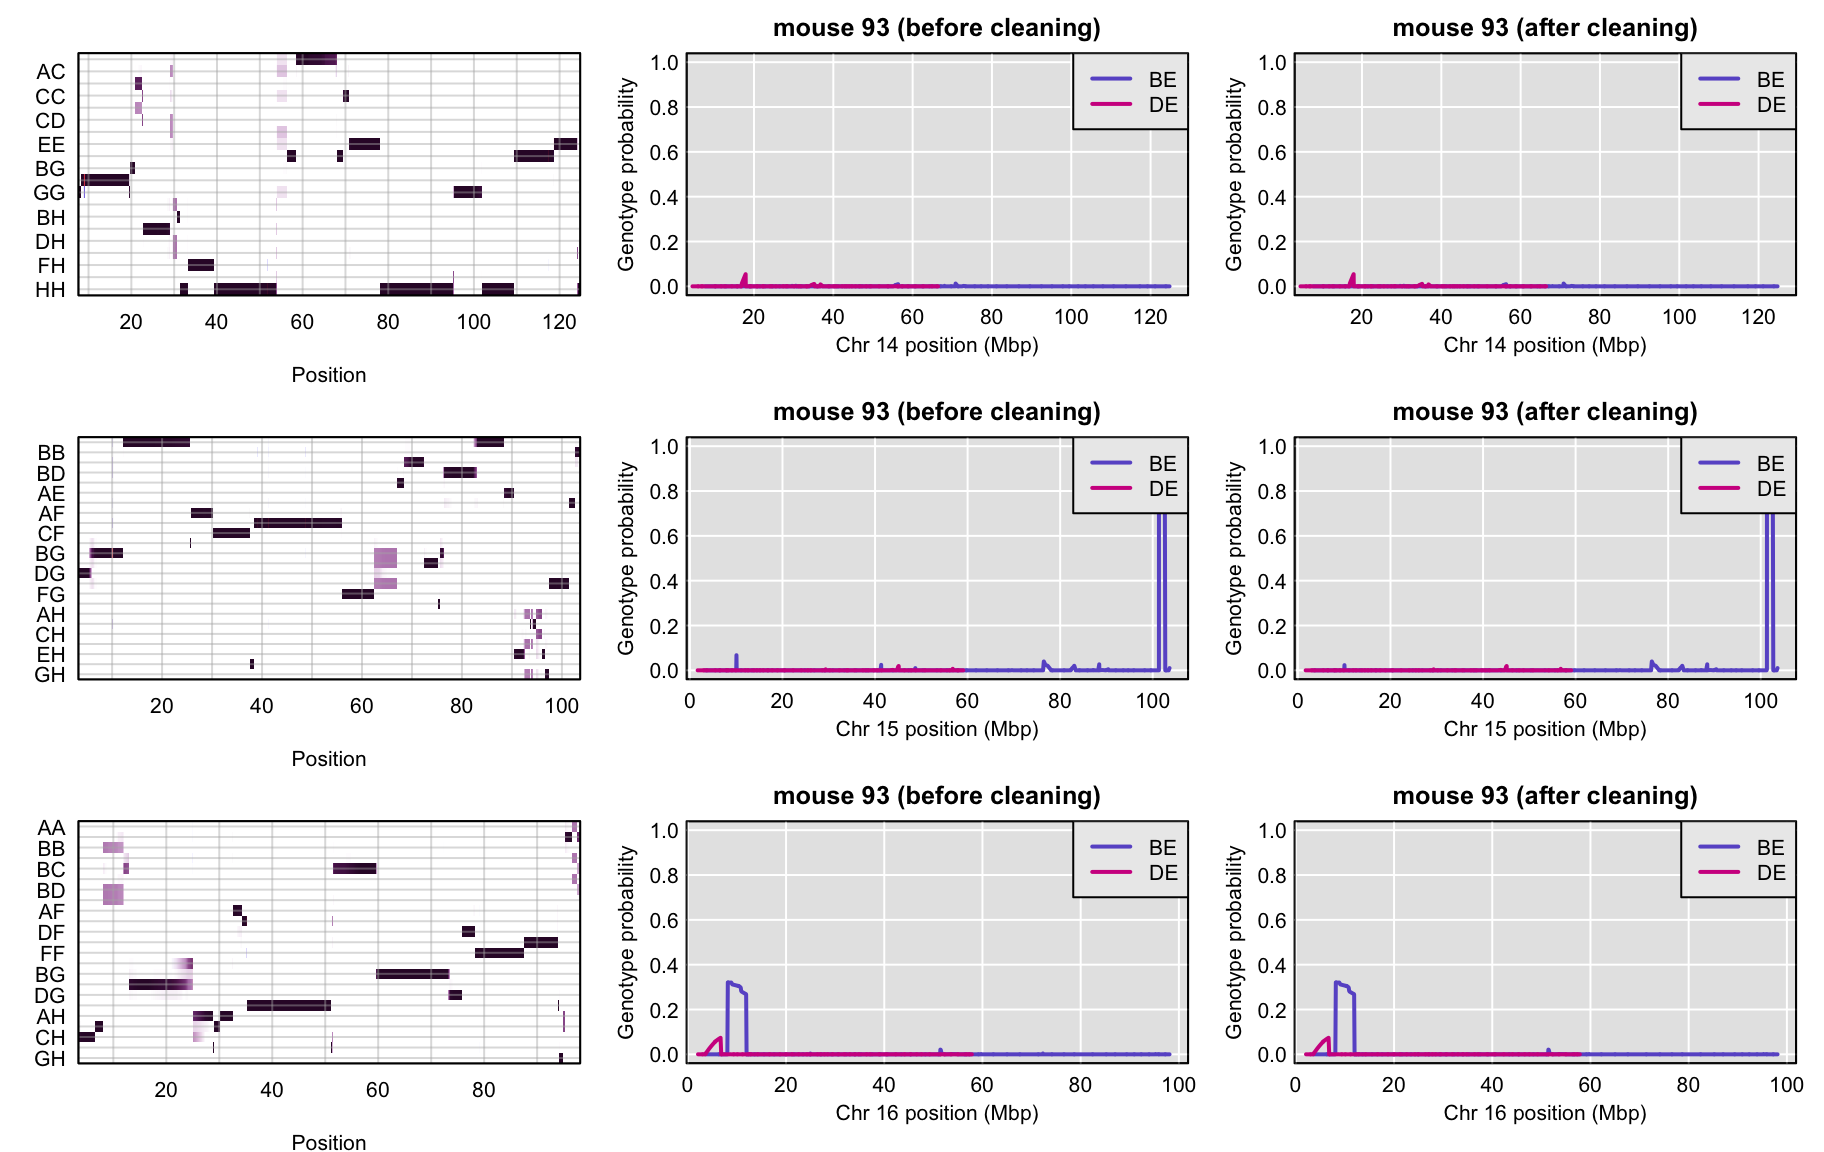 mouse 93 (before cleaning)
mouse 93 (after cleaning)
AC
CC
CD
EE
BG
GG
BH
DH
FH
HH
20 40 60 80 100 120
Position
Genotype probability
1.0
0.8
0.6
0.4
0.2
0.0
BE
DE
20 40 60 80 100 120
Chr 14 position (Mbp)
Genotype probability
1.0
0.8
0.6
0.4
0.2
0.0
BE
DE
20 40 60 80 100 120
Chr 14 position (Mbp)
mouse 93 (before cleaning)
mouse 93 (after cleaning)
BB
BD
AE
AF
CF
BG
DG
FG
AH
CH
EH
GH
20 40 60 80 100
Position
Genotype probability
1.0
0.8
0.6
0.4
0.2
0.0
BE
DE
0 20 40 60 80 100
Chr 15 position (Mbp)
Genotype probability
1.0
0.8
0.6
0.4
0.2
0.0
BE
DE
0 20 40 60 80 100
Chr 15 position (Mbp)
mouse 93 (before cleaning)
mouse 93 (after cleaning)
AA
BB
BC
BD
AF
DF
FF
BG
DG
AH
CH
GH
20 40 60 80
Position
Genotype probability
1.0
0.8
0.6
0.4
0.2
0.0
BE
DE
0 20 40 60 80 100
Chr 16 position (Mbp)
Genotype probability
1.0
0.8
0.6
0.4
0.2
0.0
BE
DE
0 20 40 60 80 100
Chr 16 position (Mbp)